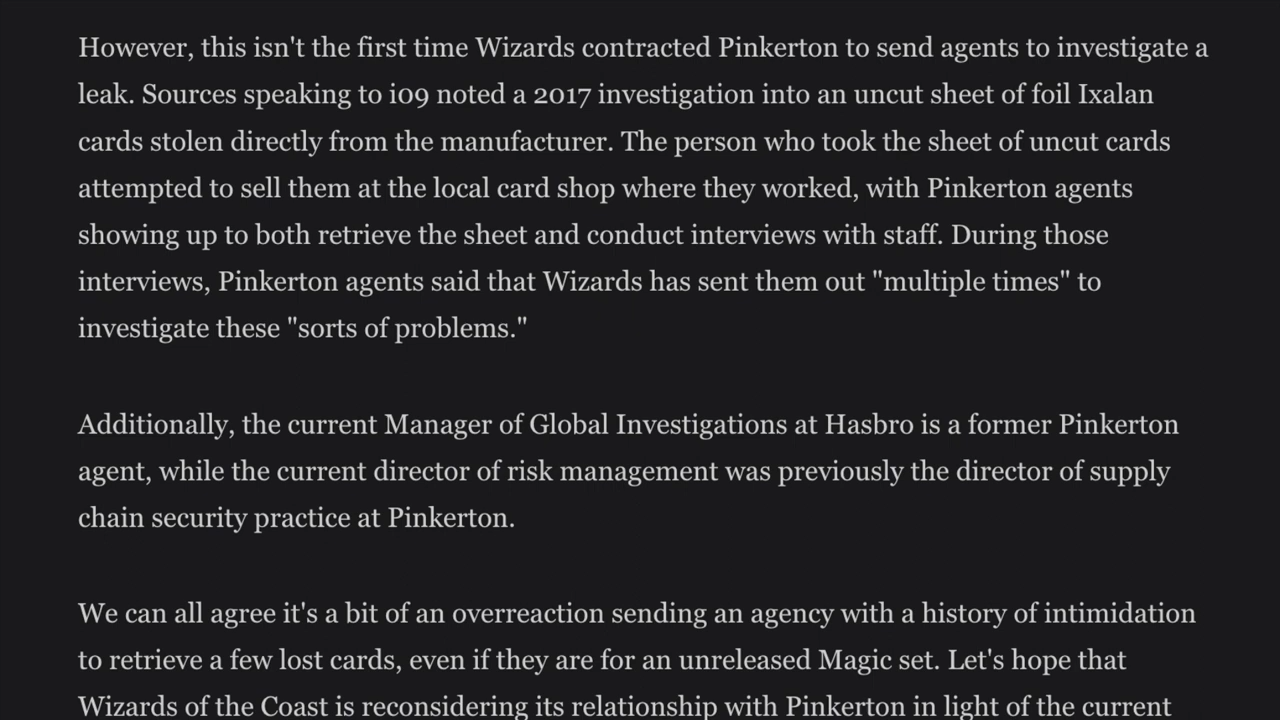 However, this isn't the first time Wizards contracted Pinkerton to send agents to investigate a
leak. Sources speaking to io9 noted a 2017 investigation into an uncut sheet of foil Ixalan
cards stolen directly from the manufacturer. The person who took the sheet of uncut cards
attempted to sell them at the local card shop where they worked, with Pinkerton agents
showing up to both retrieve the sheet and conduct interviews with staff. During those
interviews, Pinkerton agents said that Wizards has sent them out "multiple times" to
investigate these "sorts of problems."
Additionally, the current Manager of Global Investigations at Hasbro is a former Pinkerton
agent, while the current director of risk management was previously the director of supply
chain security practice at Pinkerton.
We can all agree it's a bit of an overreaction sending an agency with a history of intimidation
to retrieve a few lost cards, even if they are for an unreleased Magic set. Let's hope that
Wizards of the Coast is reconsidering its relationship with Pinkerton in light of the current